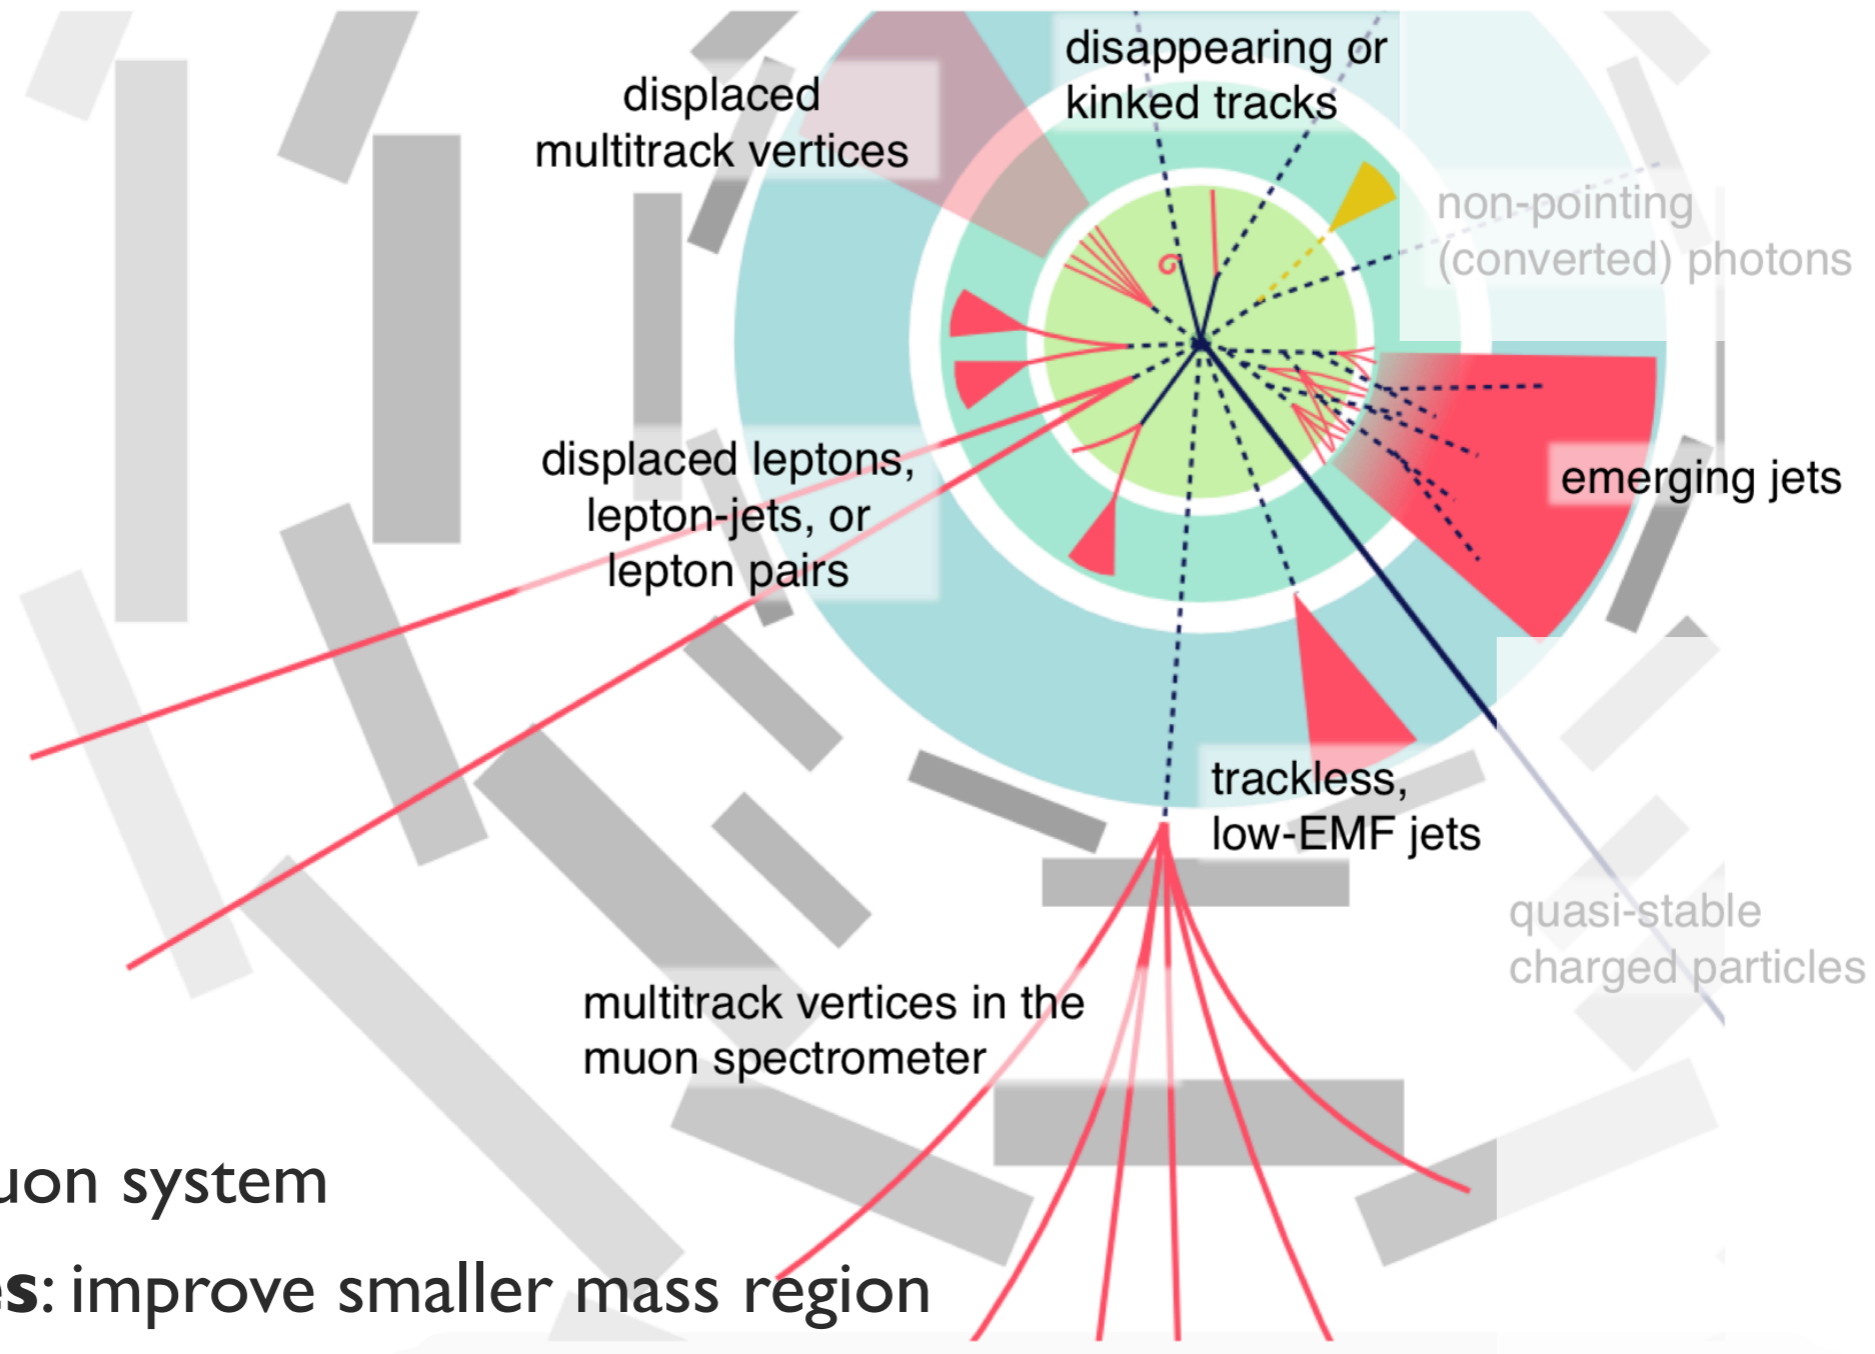 disappearing or
kinked tracks
displaced
multitrack vertices
non-pointing
(converted) photons
displaced leptons,
lepton-jets, or
lepton pairs
emerging jets
trackless,
low-EMF jets
quasi-stable
charged particles
multitrack vertices in the
muon spectrometer
system
: improve smaller mass region